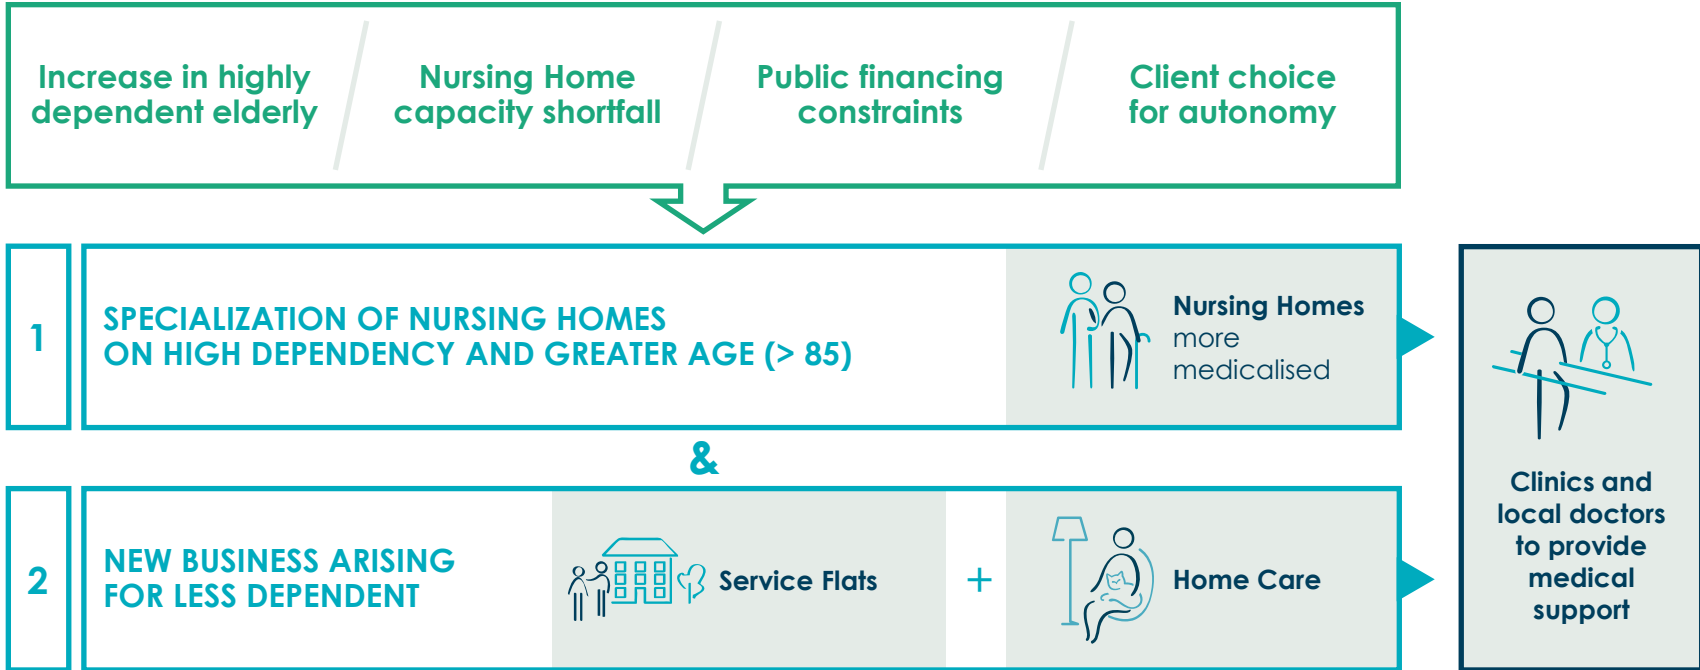 Increase in highly
dependent elderly
Nursing Home
capacity shortfall
Public financing
constraints
Client choice
for autonomy
1
SPECIALIZATION OF NURSING HOMES
ON HIGH DEPENDENCY AND GREATER AGE (> 85)
Nursing Homes
more
medicalised
&
2
NEW BUSINESS ARISING
FOR LESS DEPENDENT
Service Flats
+
Home Care
Clinics and
local doctors
to provide
medical
support